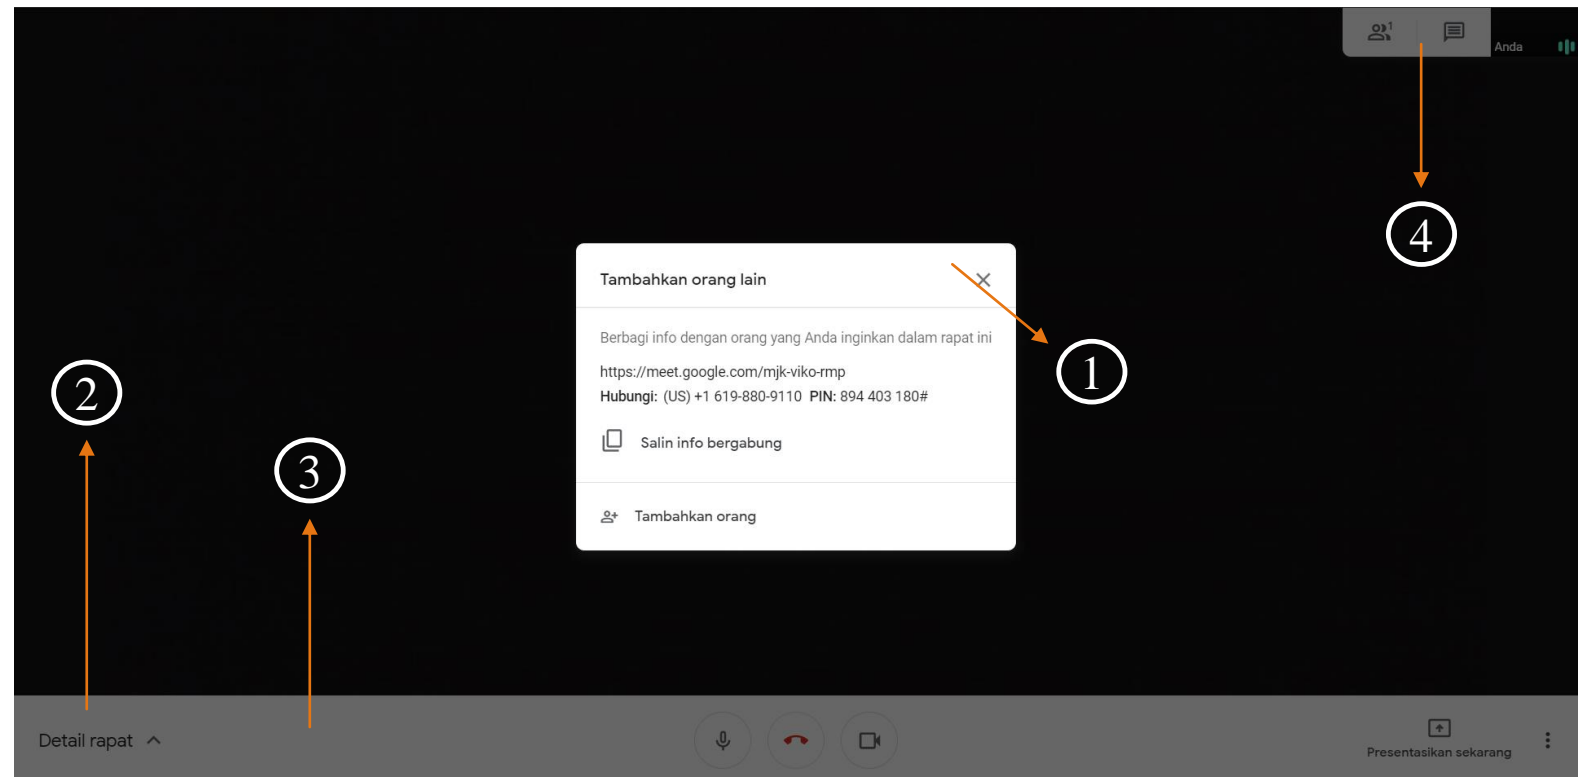 1
Anda
4
Tambahkan orang lain
Berbagi info dengan orang yang Anda inginkan dalam rapat ini
https://meet.google.com/mjk-viko-rmp
Hubungi: (US) +1 619-880-9110 PIN: 894 403 180#
1
2
Salin info bergabung
3
Tambahkan orang
Detail rapat
Presentasikan sekarang